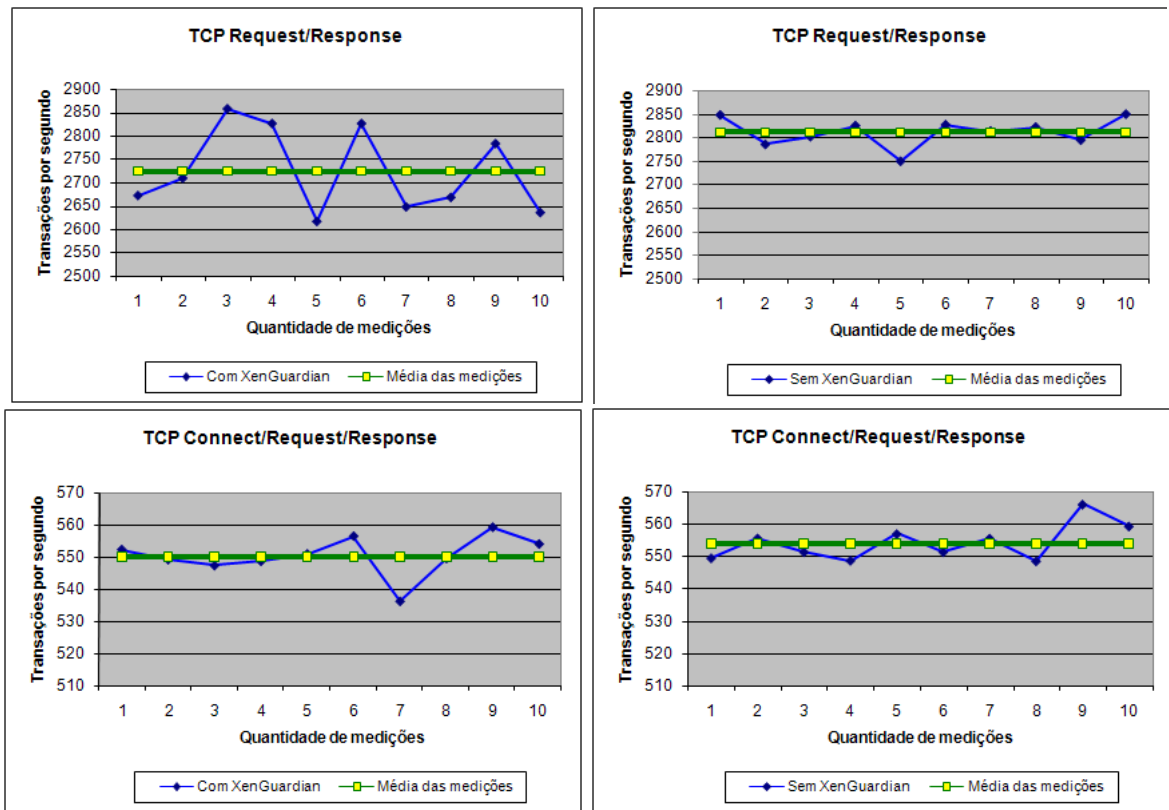 TCP Request/Response
Transações por segundo
2900
2850
2800
2750
2700
2650
2600
2550
2500
1 2 3 4 5 6 7 8 9 10
Quantidade de medições
Com XenGuardian Média das medições
TCP Request/Response
Transações por segundo
2900
2850
2800
2750
2700
2650
2600
2550
2500
1 2 3 4 5 6 7 8 9 10
Quantidade de medições
Sem XenGuardian Média das medições
TCP Connect/Request/Response
Transações por segundo
570
560
550
540
530
520
510
1 2 3 4 5 6 7 8 9 10
Quantidade de medições
Com XenGuardian Média das medições
TCP Connect/Request/Response
Transações por segundo
570
560
550
540
530
520
510
1 2 3 4 5 6 7 8 9 10
Quantidade de medições
Sem XenGuardian Média das medições